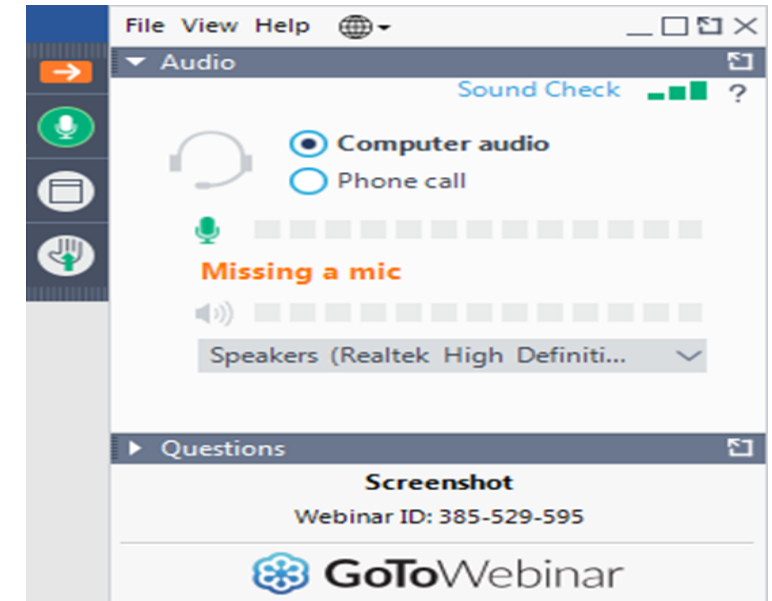 File View Help
Audio
Sound Check ?
Computer audio
Phone call
Missing a mic
Speakers (Realtek High Definiti...
Questions
Screenshot
Webinar ID: 385-529-595
GoToWebinar